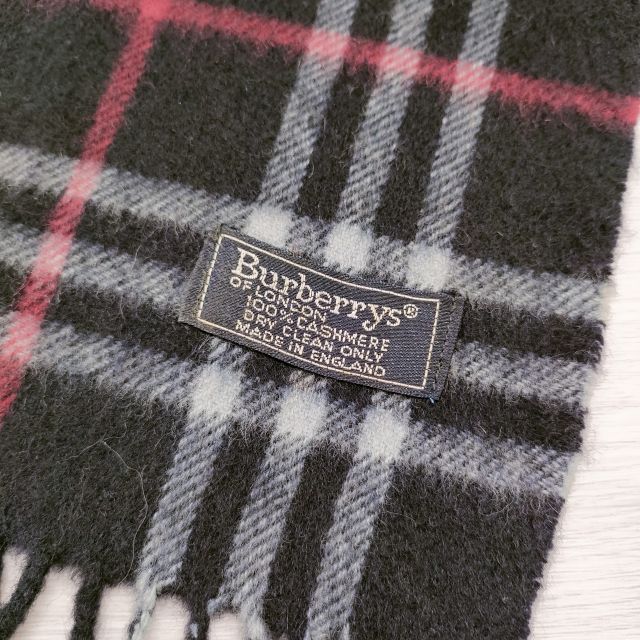 Burberrys®
OF LONDON
100% CASHMERE
DRY CLEAN ONLY
MADE IN ENGLAND